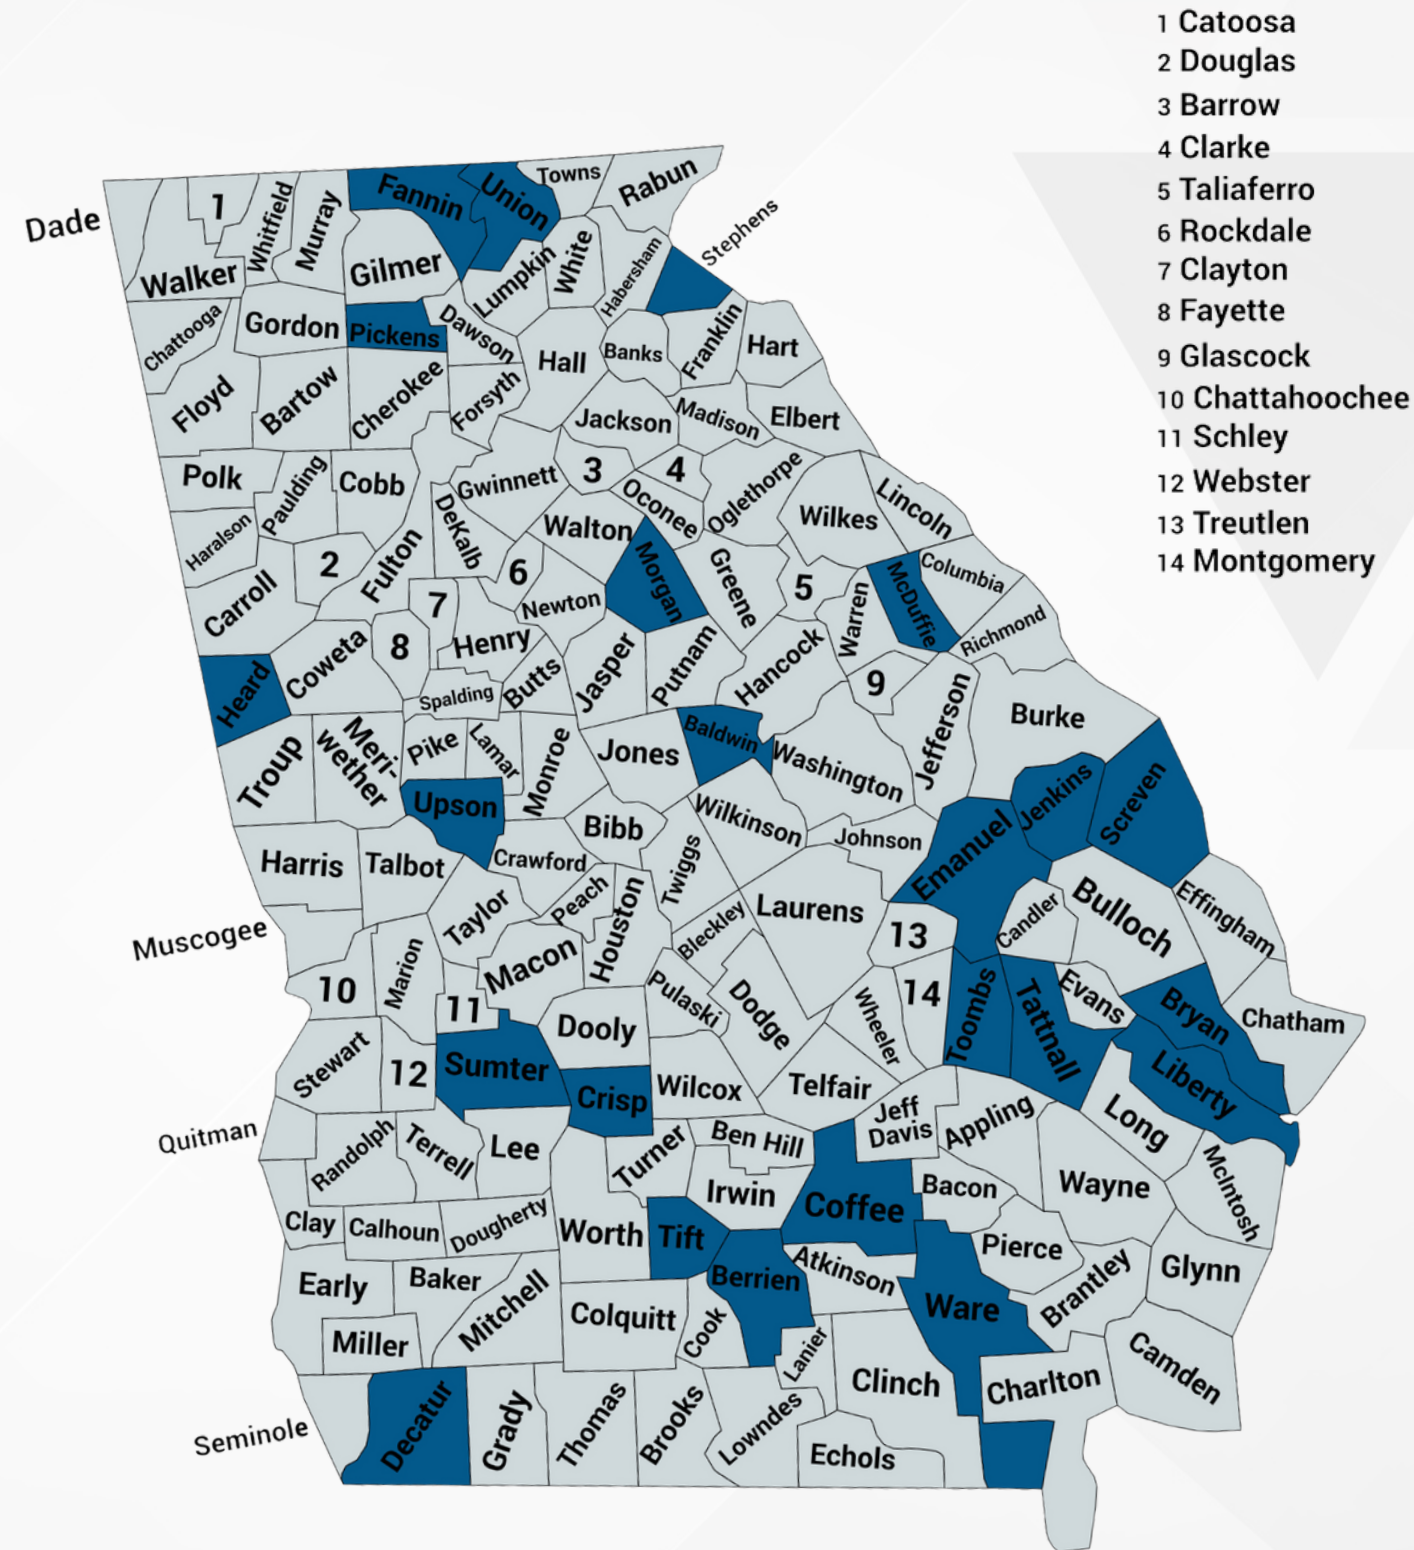 1 Catoosa
2 Douglas
3 Barrow
4 Clarke
5 Taliaferro
6 Rockdale
7 Clayton
8 Fayette
9 Glascock
10 Chattahoochee
11 Schley
12 Webster
13 Treutlen
14 Montgomery
Dade
Walker
1
Whitfield
Murray
Fannin
Union
Towns
Rabun
Stephens
Gilmer
Lumpkin
White
Habersham
Chattooga
Gordon
Pickens
Dawson
Hall
Banks
Franklin
Hart
Floyd
Bartow
Cherokee
Forsyth
Jackson
Madison
Elbert
Polk
Paulding
Cobb
Gwinnett
3
4
Oconee
Oglethorpe
Wilkes
Lincoln
Haralson
2
Fulton
DeKalb
Walton
Morgan
Greene
5
McDuffie
Columbia
Carroll
7
6
Newton
Warren
Richmond
Heard
Coweta
8
Henry
Spalding
Butts
Jasper
Putnam
Hancock
9
Jefferson
Burke
Troup
Meri-
wether
Pike
Lamar
Monroe
Jones
Baldwin
Washington
Jenkins
Screven
Upson
Bibb
Wilkinson
Johnson
Emanuel
Harris
Talbot
Crawford
Twiggs
Taylor
Peach
Houston
Bleckley
Laurens
13
Candler
Bulloch
Effingham
Muscogee
10
Marion
11
Macon
Dooly
Pulaski
Dodge
Wheeler
14
Toombs
Tattnall
Evans
Bryan
Chatham
Stewart
12
Sumter
Crisp
Wilcox
Telfair
Jeff
Davis
Appling
Long
Liberty
Quitman
Randolph
Terrell
Lee
Turner
Ben Hill
Irwin
Coffee
Bacon
Wayne
McIntosh
Clay
Calhoun
Dougherty
Worth
Tift
Berrien
Atkinson
Ware
Pierce
Brantley
Glynn
Early
Baker
Mitchell
Miller
Colquitt
Cook
Lanier
Clinch
Charlton
Camden
Seminole
Decatur
Grady
Thomas
Brooks
Lowndes
Echols